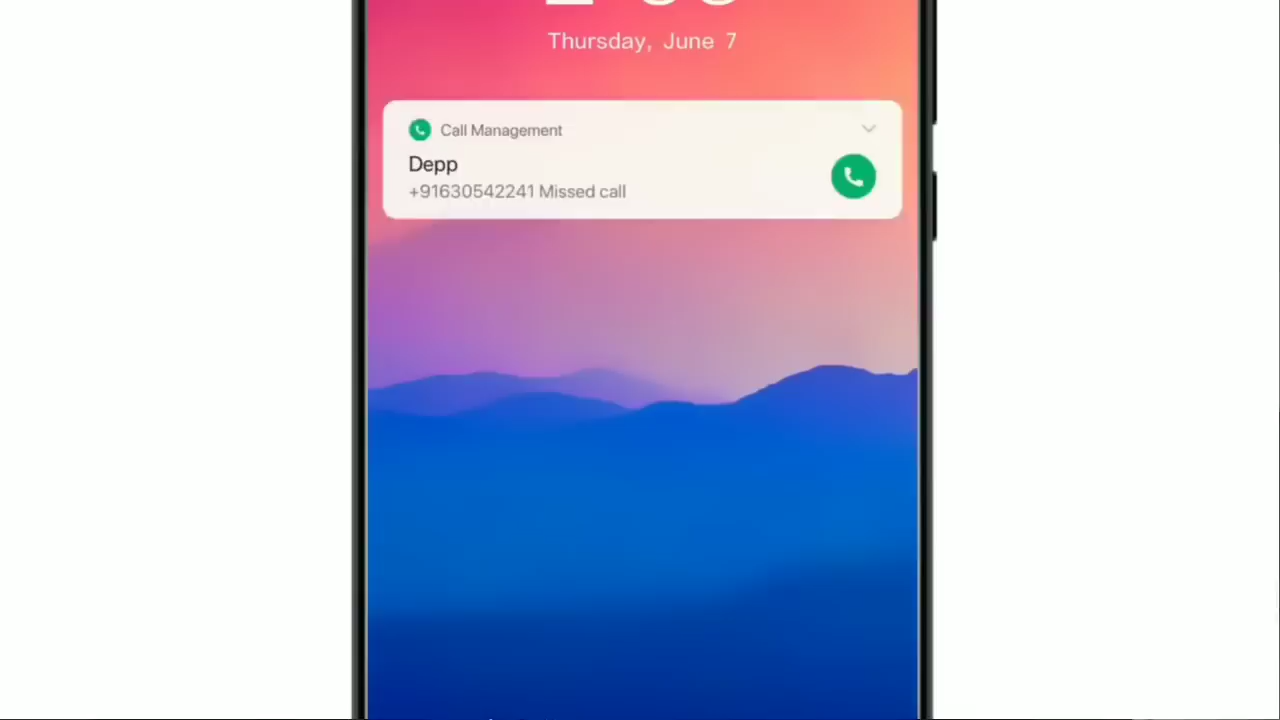 Thursday, June 7
Call Management
Depp
+91630542241 Missed call